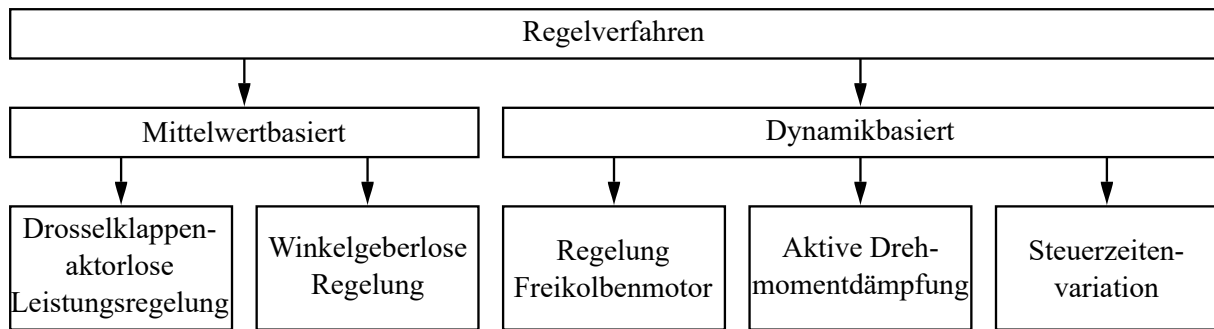 Regelverfahren
Mittelwertbasiert
Dynamikbasiert
Drosselklappen-
aktorlose
Leistungsregelung
Winkelgeberlose
Regelung
Regelung
Freikolbenmotor
Aktive Dreh-
momentdämpfung
Steuerzeiten-
variation